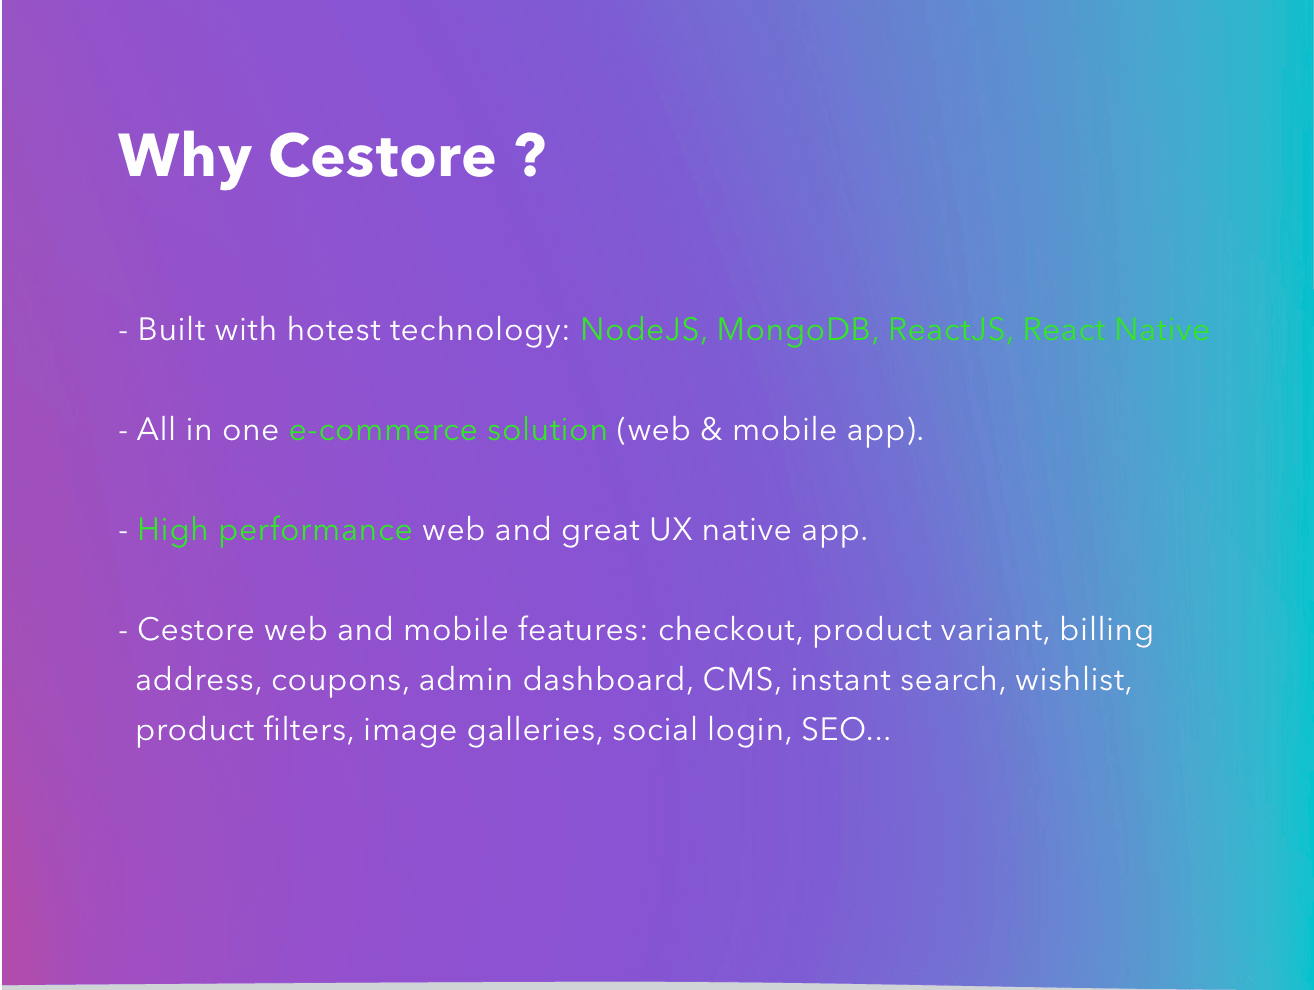 Why Cestore ?
- Built with hotest technology: NodeJS, MongoDB, ReactJS, React Native
- All in one e-commerce solution (web & mobile app).
- High performance web and great UX native app.
- Cestore web and mobile features: checkout, product variant, billing
address, coupons, admin dashboard, CMS, instant search, wishlist,
product filters, image galleries, social login, SEO...